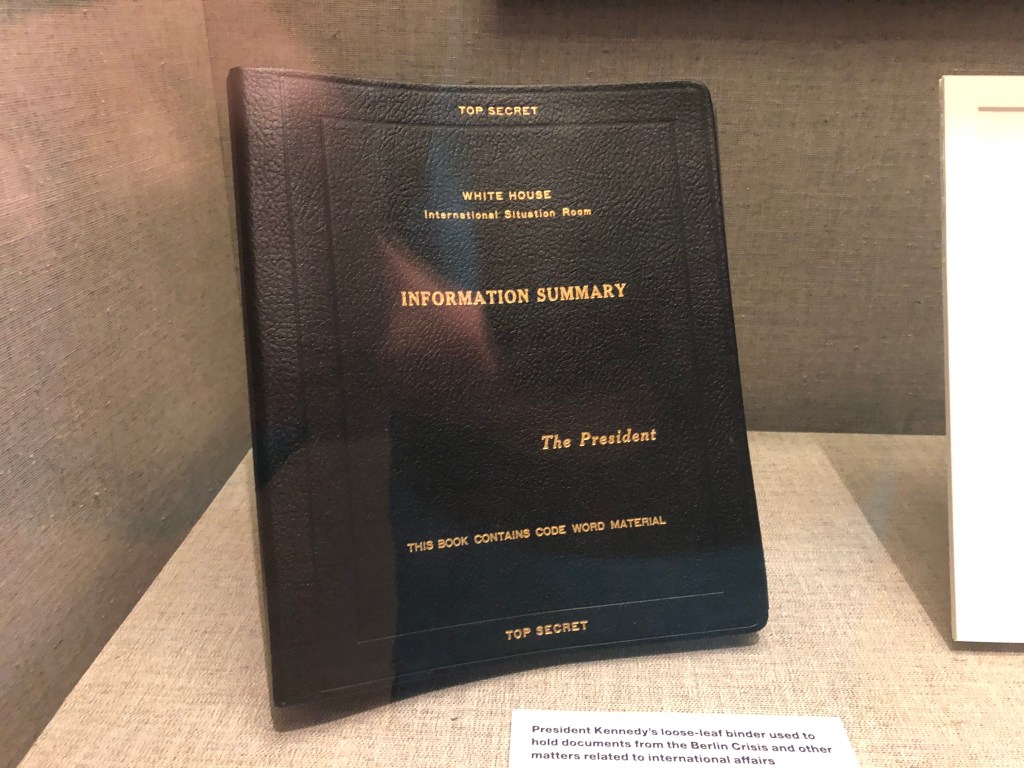 TOP SECRET
WHITE HOUSE
International Situation Room
INFORMATION SUMMARY
The President
THIS BOOK CONTAINS CODE WORD MATERIAL
TOP SECRET
President Kennedy's loose-leaf binder used to
hold documents from the Berlin Crisis and other
matters related to international affairs